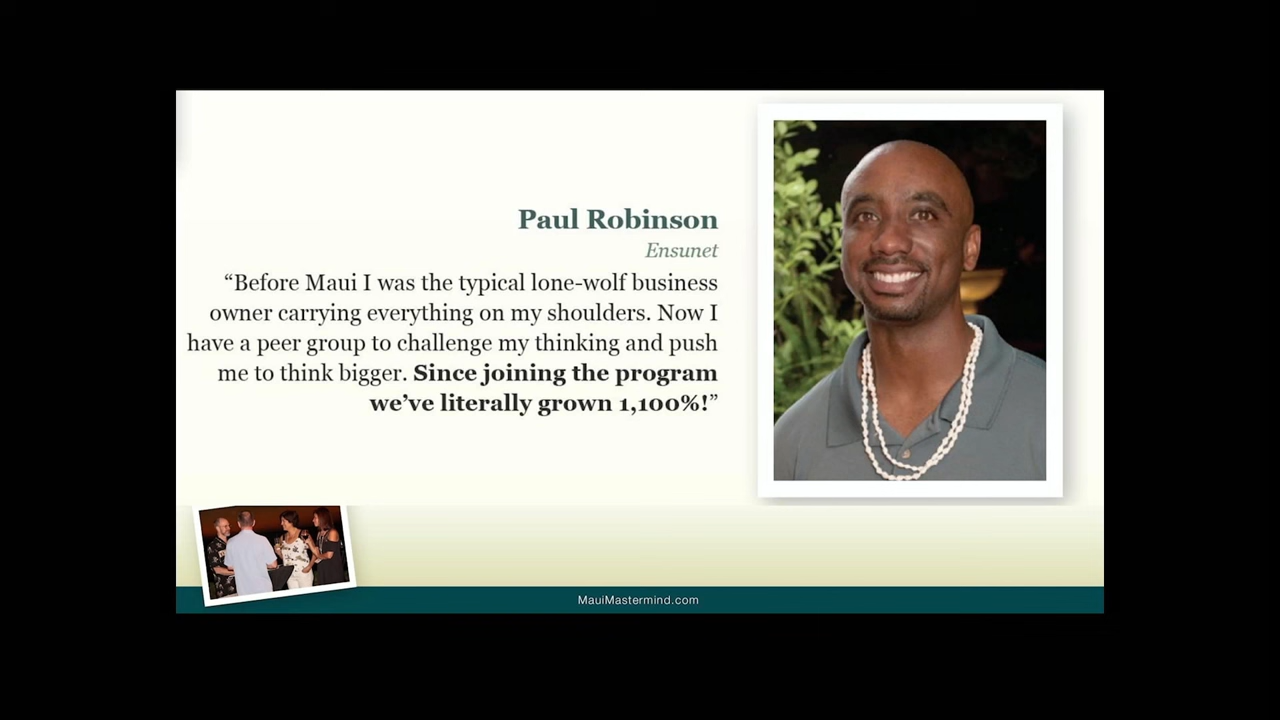 Paul Robinson
Ensunet
“Before Maui I was the typical lone-wolf business
owner carrying everything on my shoulders. Now I
have a peer group to challenge my thinking and push
me to think bigger. Since joining the program
we’ve literally grown 1,100%!”
MauiMastermind.com